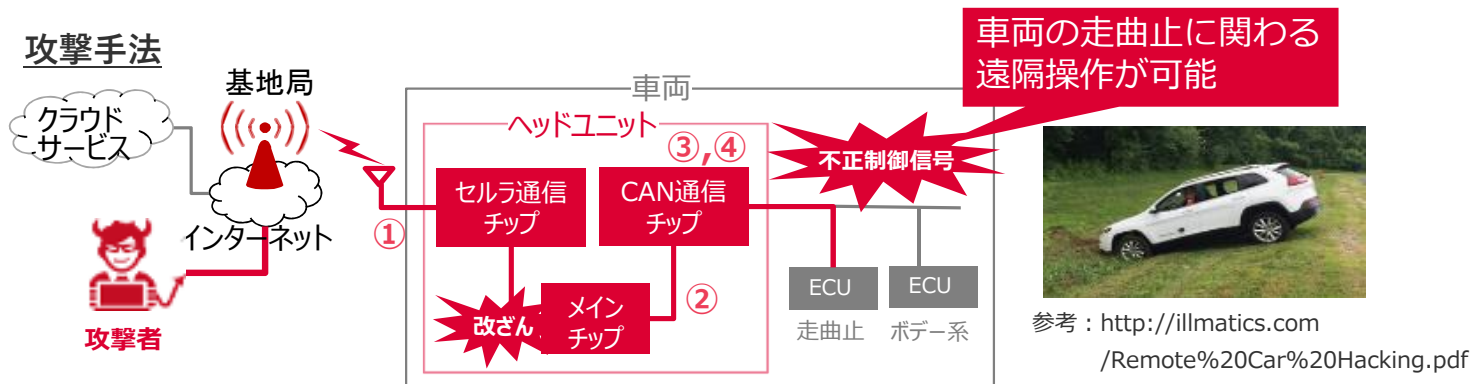 攻撃手法
クラウド
サービス
基地局
インターネット
攻撃者
車両
ヘッドユニット
①
セルラ通信
チップ
③,④
CAN通信
チップ
改ざん
メイン
チップ
②
不正制御信号
車両の走曲止に関わる
遠隔操作が可能
ECU
走曲止
ECU
ボデー系
参考：http://illmatics.com
/Remote%20Car%20Hacking.pdf